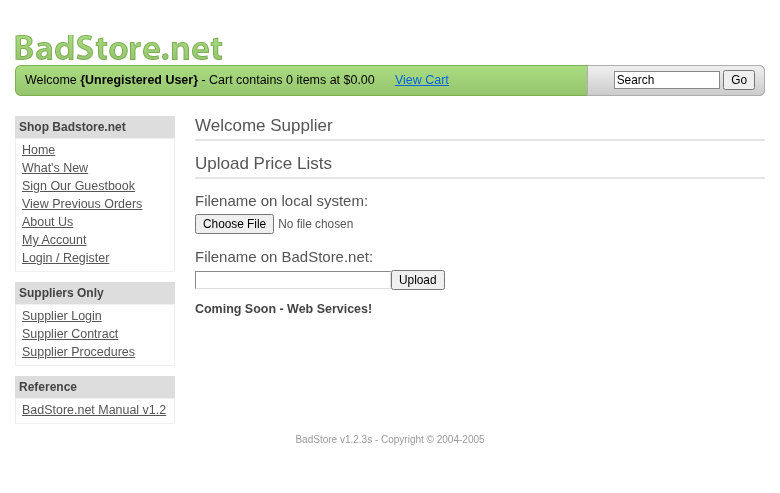 BadStore.net
Welcome {Unregistered User} - Cart contains 0 items at $0.00 View Cart
Search Go
Shop Badstore.net
Home
What's New
Sign Our Guestbook
View Previous Orders
About Us
My Account
Login / Register
Suppliers Only
Supplier Login
Supplier Contract
Supplier Procedures
Reference
BadStore.net Manual v1.2
Welcome Supplier
Upload Price Lists
Filename on local system:
Choose File No file chosen
Filename on BadStore.net:
Upload
Coming Soon - Web Services!
BadStore v1.2.3s - Copyright © 2004-2005